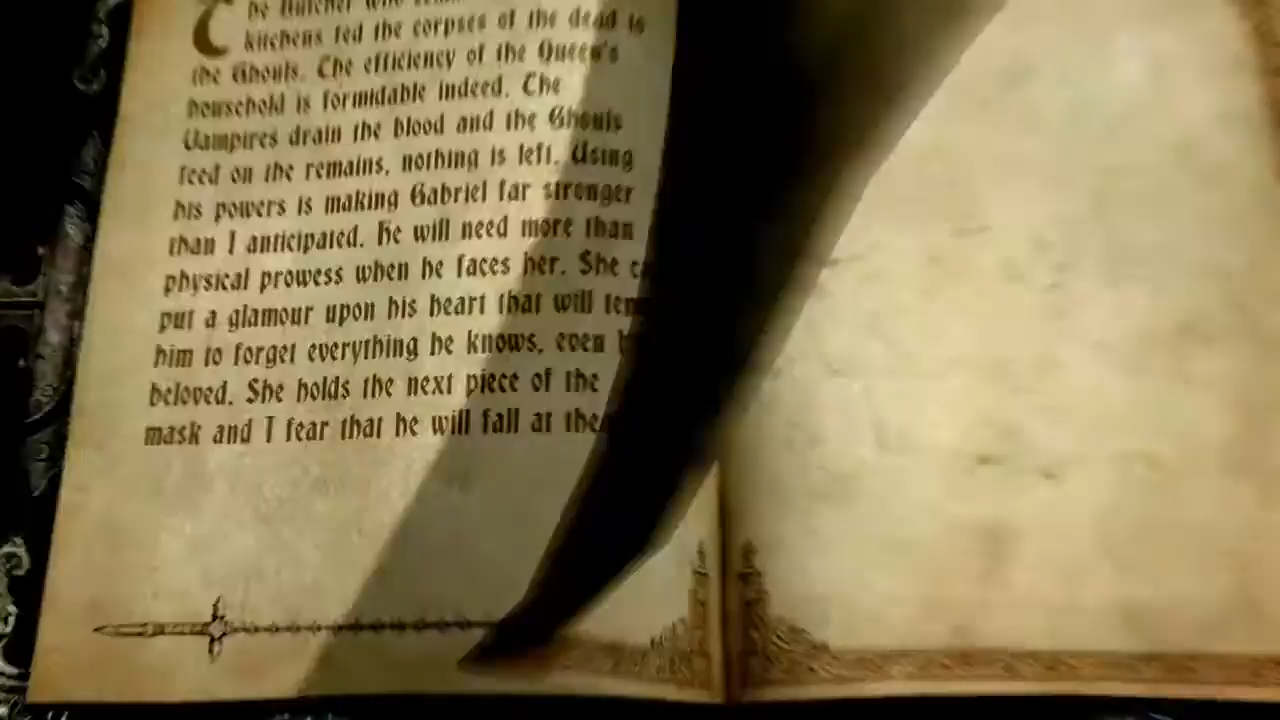 The Butcher who
kitchens fed the corpses of the dead to
the Ghouls. The efficiency of the Queen's
household is formidable indeed. The
Vampires drain the blood and the Ghouls
feed on the remains, nothing is left. Using
his powers is making Gabriel far stronger
than I anticipated. He will need more than
physical prowess when he faces her. She
put a glamour upon his heart that will
him to forget everything he knows, even
beloved. She holds the next piece of the
mask and I fear that he will fall at